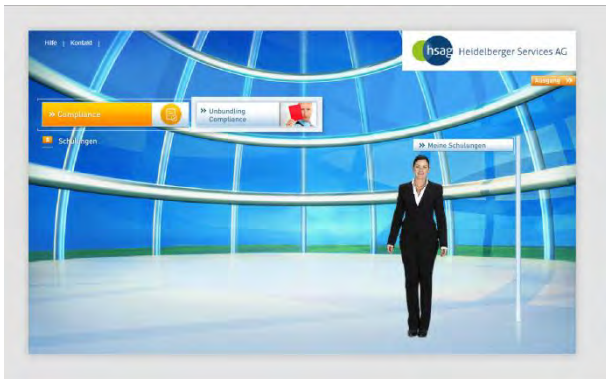 Hilfe | Kontakt |
hsag Heidelberger Services AG
Ausgang >>
>> Compliance
>> Unbundling
Compliance
Schulungen
>> Meine Schulungen